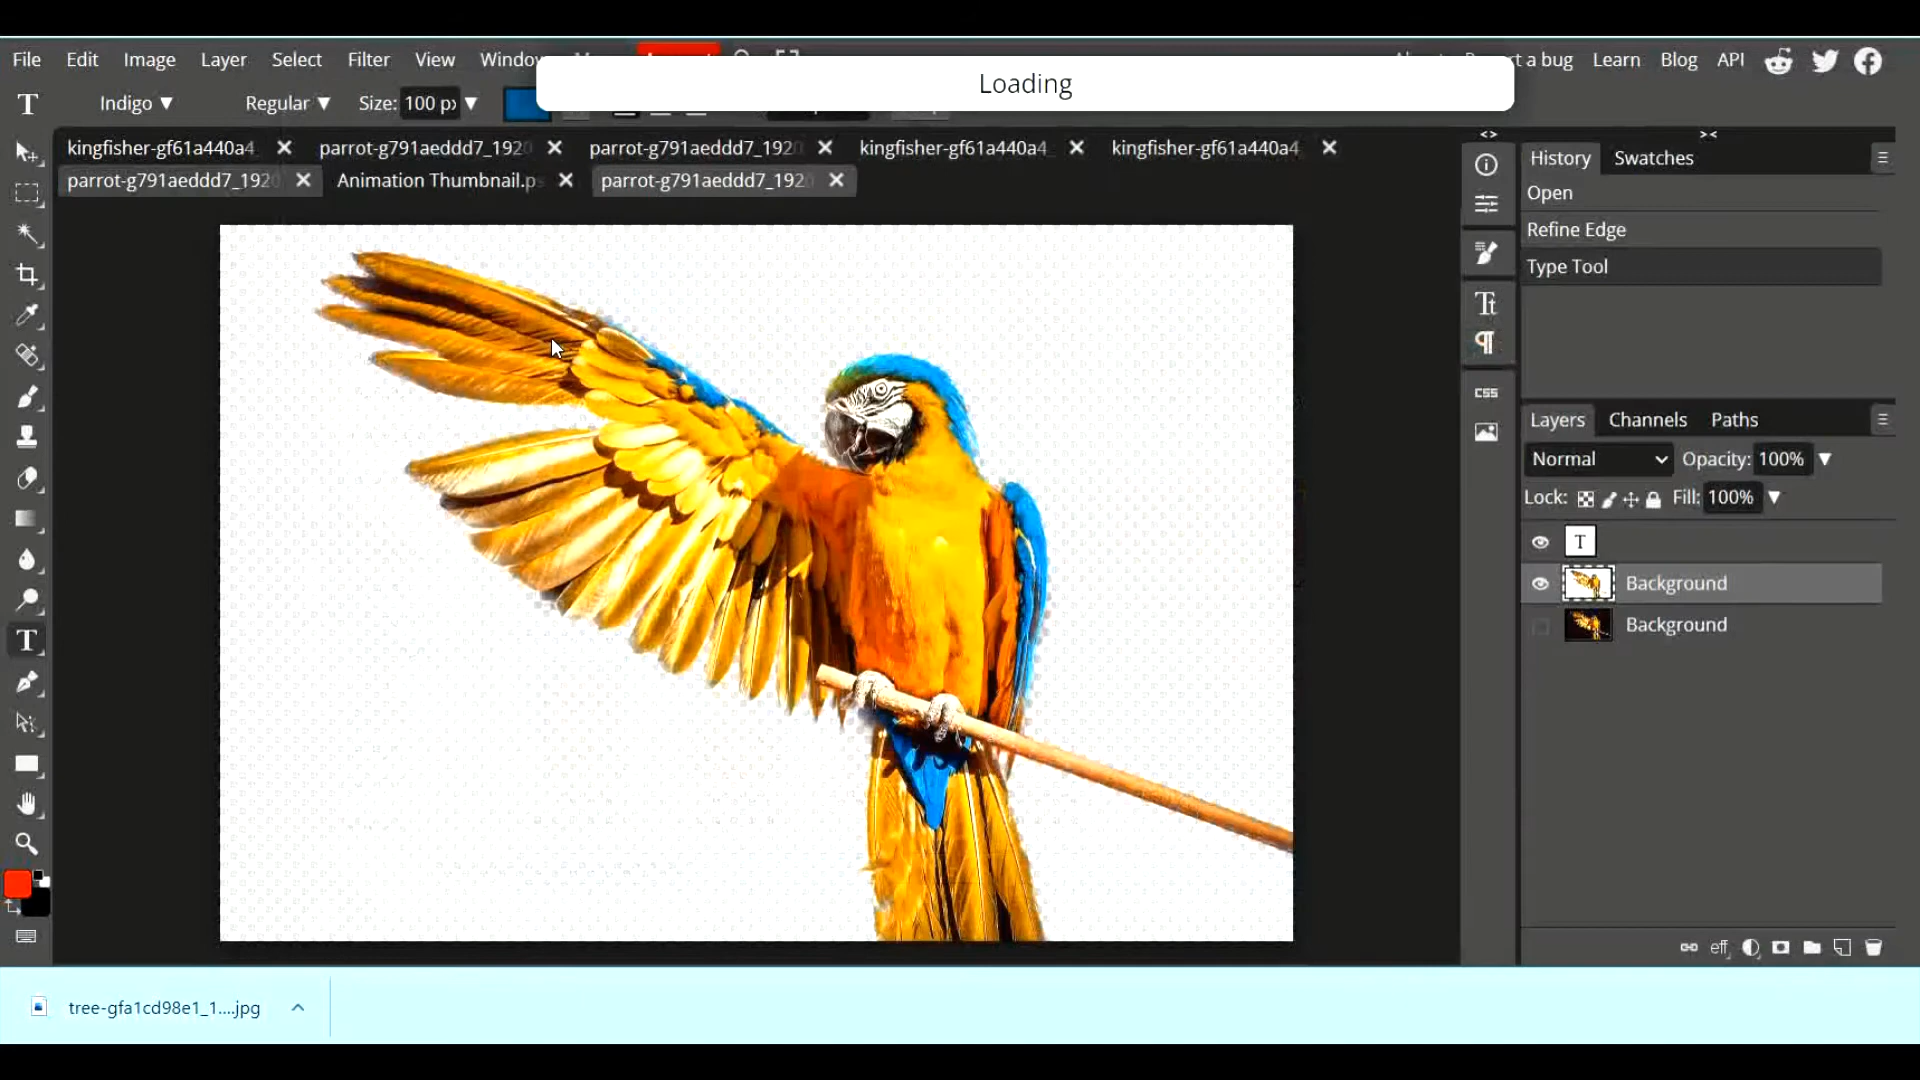 File Edit Image Layer Select Filter View Window
Loading
a bug Learn Blog API
T Indigo Regular Size: 100 px
kingfisher-gf61a440a4 parrot-g791aeddd7_1920 parrot-g791aeddd7_1920 kingfisher-gf61a440a4 kingfisher-gf61a440a4
parrot-g791aeddd7_1920 Animation Thumbnail.ps parrot-g791aeddd7_1920
History Swatches
Open
Refine Edge
Type Tool
CSS
Layers Channels Paths
Normal Opacity: 100%
Lock: Fill: 100%
T
Background
Background
eff
tree-gfa1cd98e1_1....jpg